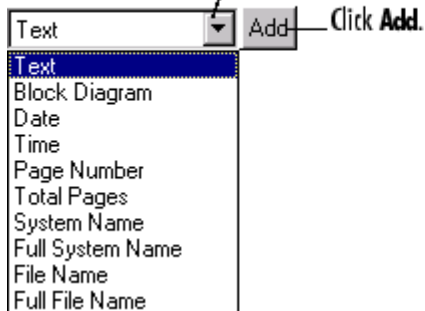 Text Add Click Add.
Text
Block Diagram
Date
Time
Page Number
Total Pages
System Name
Full System Name
File Name
Full File Name